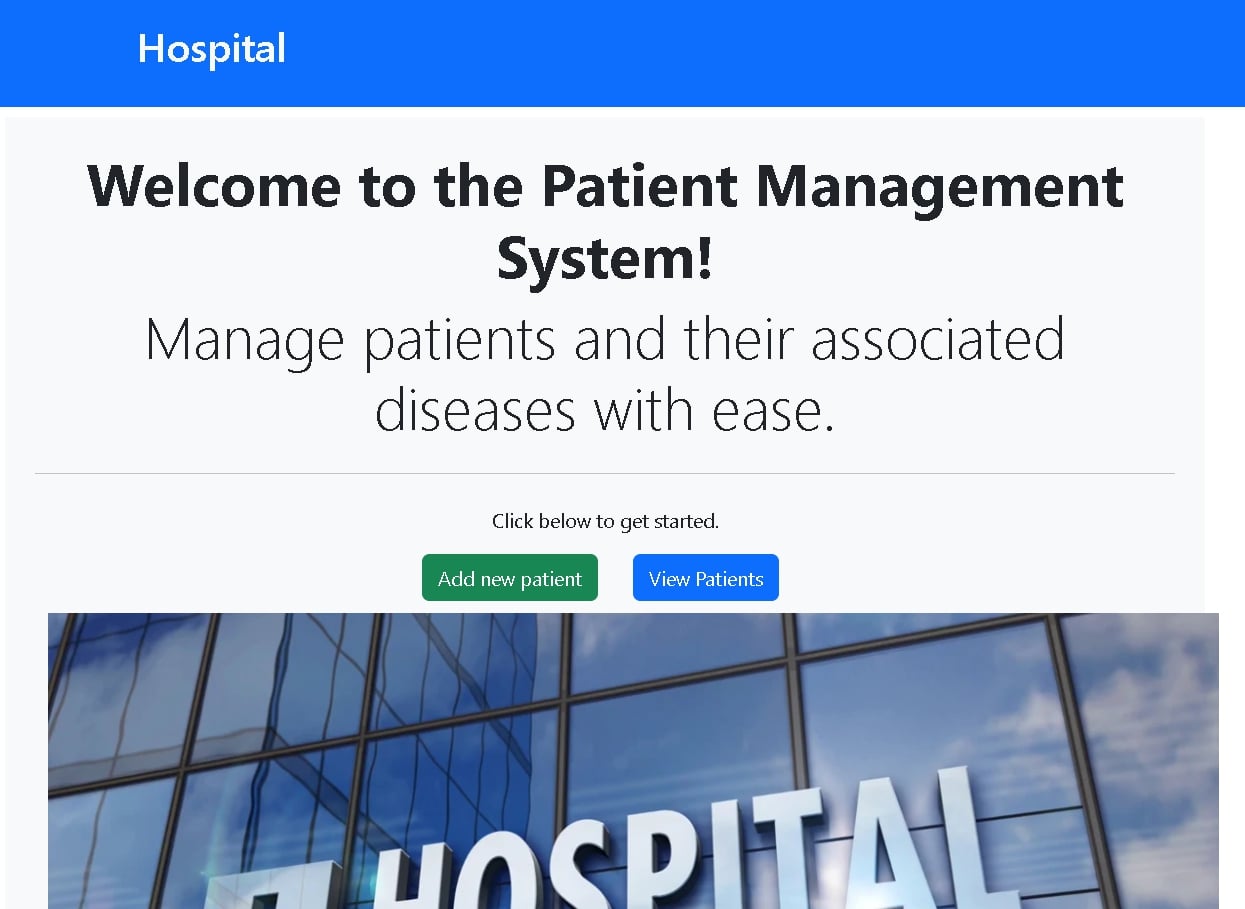 Hospital
Welcome to the Patient Management
System!
Manage patients and their associated
diseases with ease.
Click below to get started.
Add new patient
View Patients
HOSPITAL